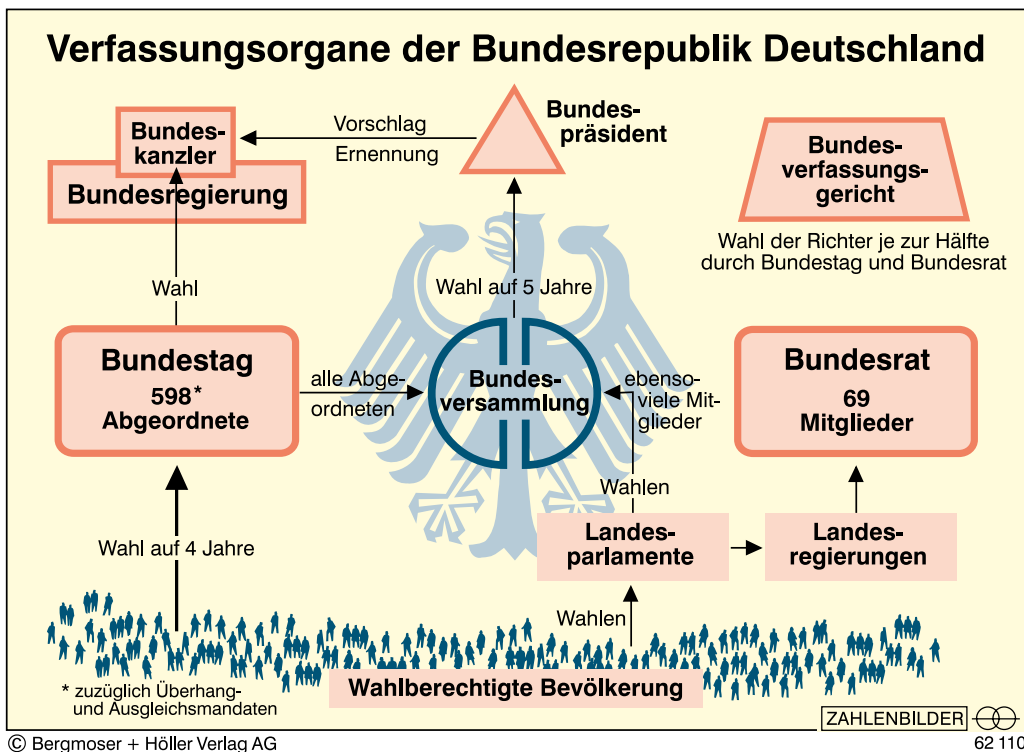 Verfassungsorgane der Bundesrepublik Deutschland
Bundes-
kanzler
Bundesregierung
Vorschlag
Ernennung
Bundes-
präsident
Bundes-
verfassungs-
gericht
Wahl der Richter je zur Hälfte
durch Bundestag und Bundesrat
Wahl
Wahl auf 5 Jahre
Bundestag
598*
Abgeordnete
alle Abge-
ordneten
Bundes-
versammlung
ebenso-
viele Mit-
glieder
Bundesrat
69
Mitglieder
Wahlen
Landes-
parlamente
Landes-
regierungen
Wahl auf 4 Jahre
Wahlen
Wahlberechtigte Bevölkerung
* zuzüglich Überhang-
und Ausgleichsmandaten
ZAHLENBILDER
© Bergmoser + Höller Verlag AG
62 110